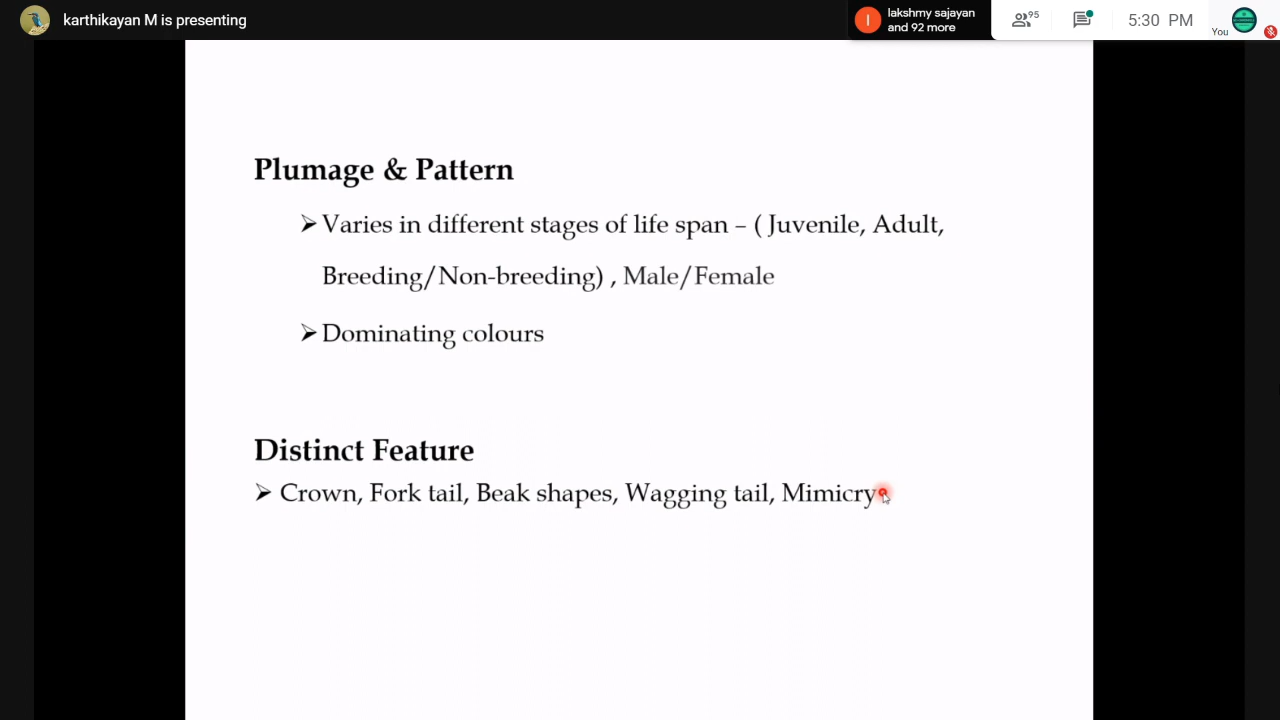 karthikayan M is presenting
lakshmy sajayan
and 92 more
95
5:30 PM
You
l
Plumage & Pattern
➢ Varies in different stages of life span – ( Juvenile, Adult,
Breeding/Non-breeding) , Male/Female
➢ Dominating colours
Distinct Feature
➢ Crown, Fork tail, Beak shapes, Wagging tail, Mimicry